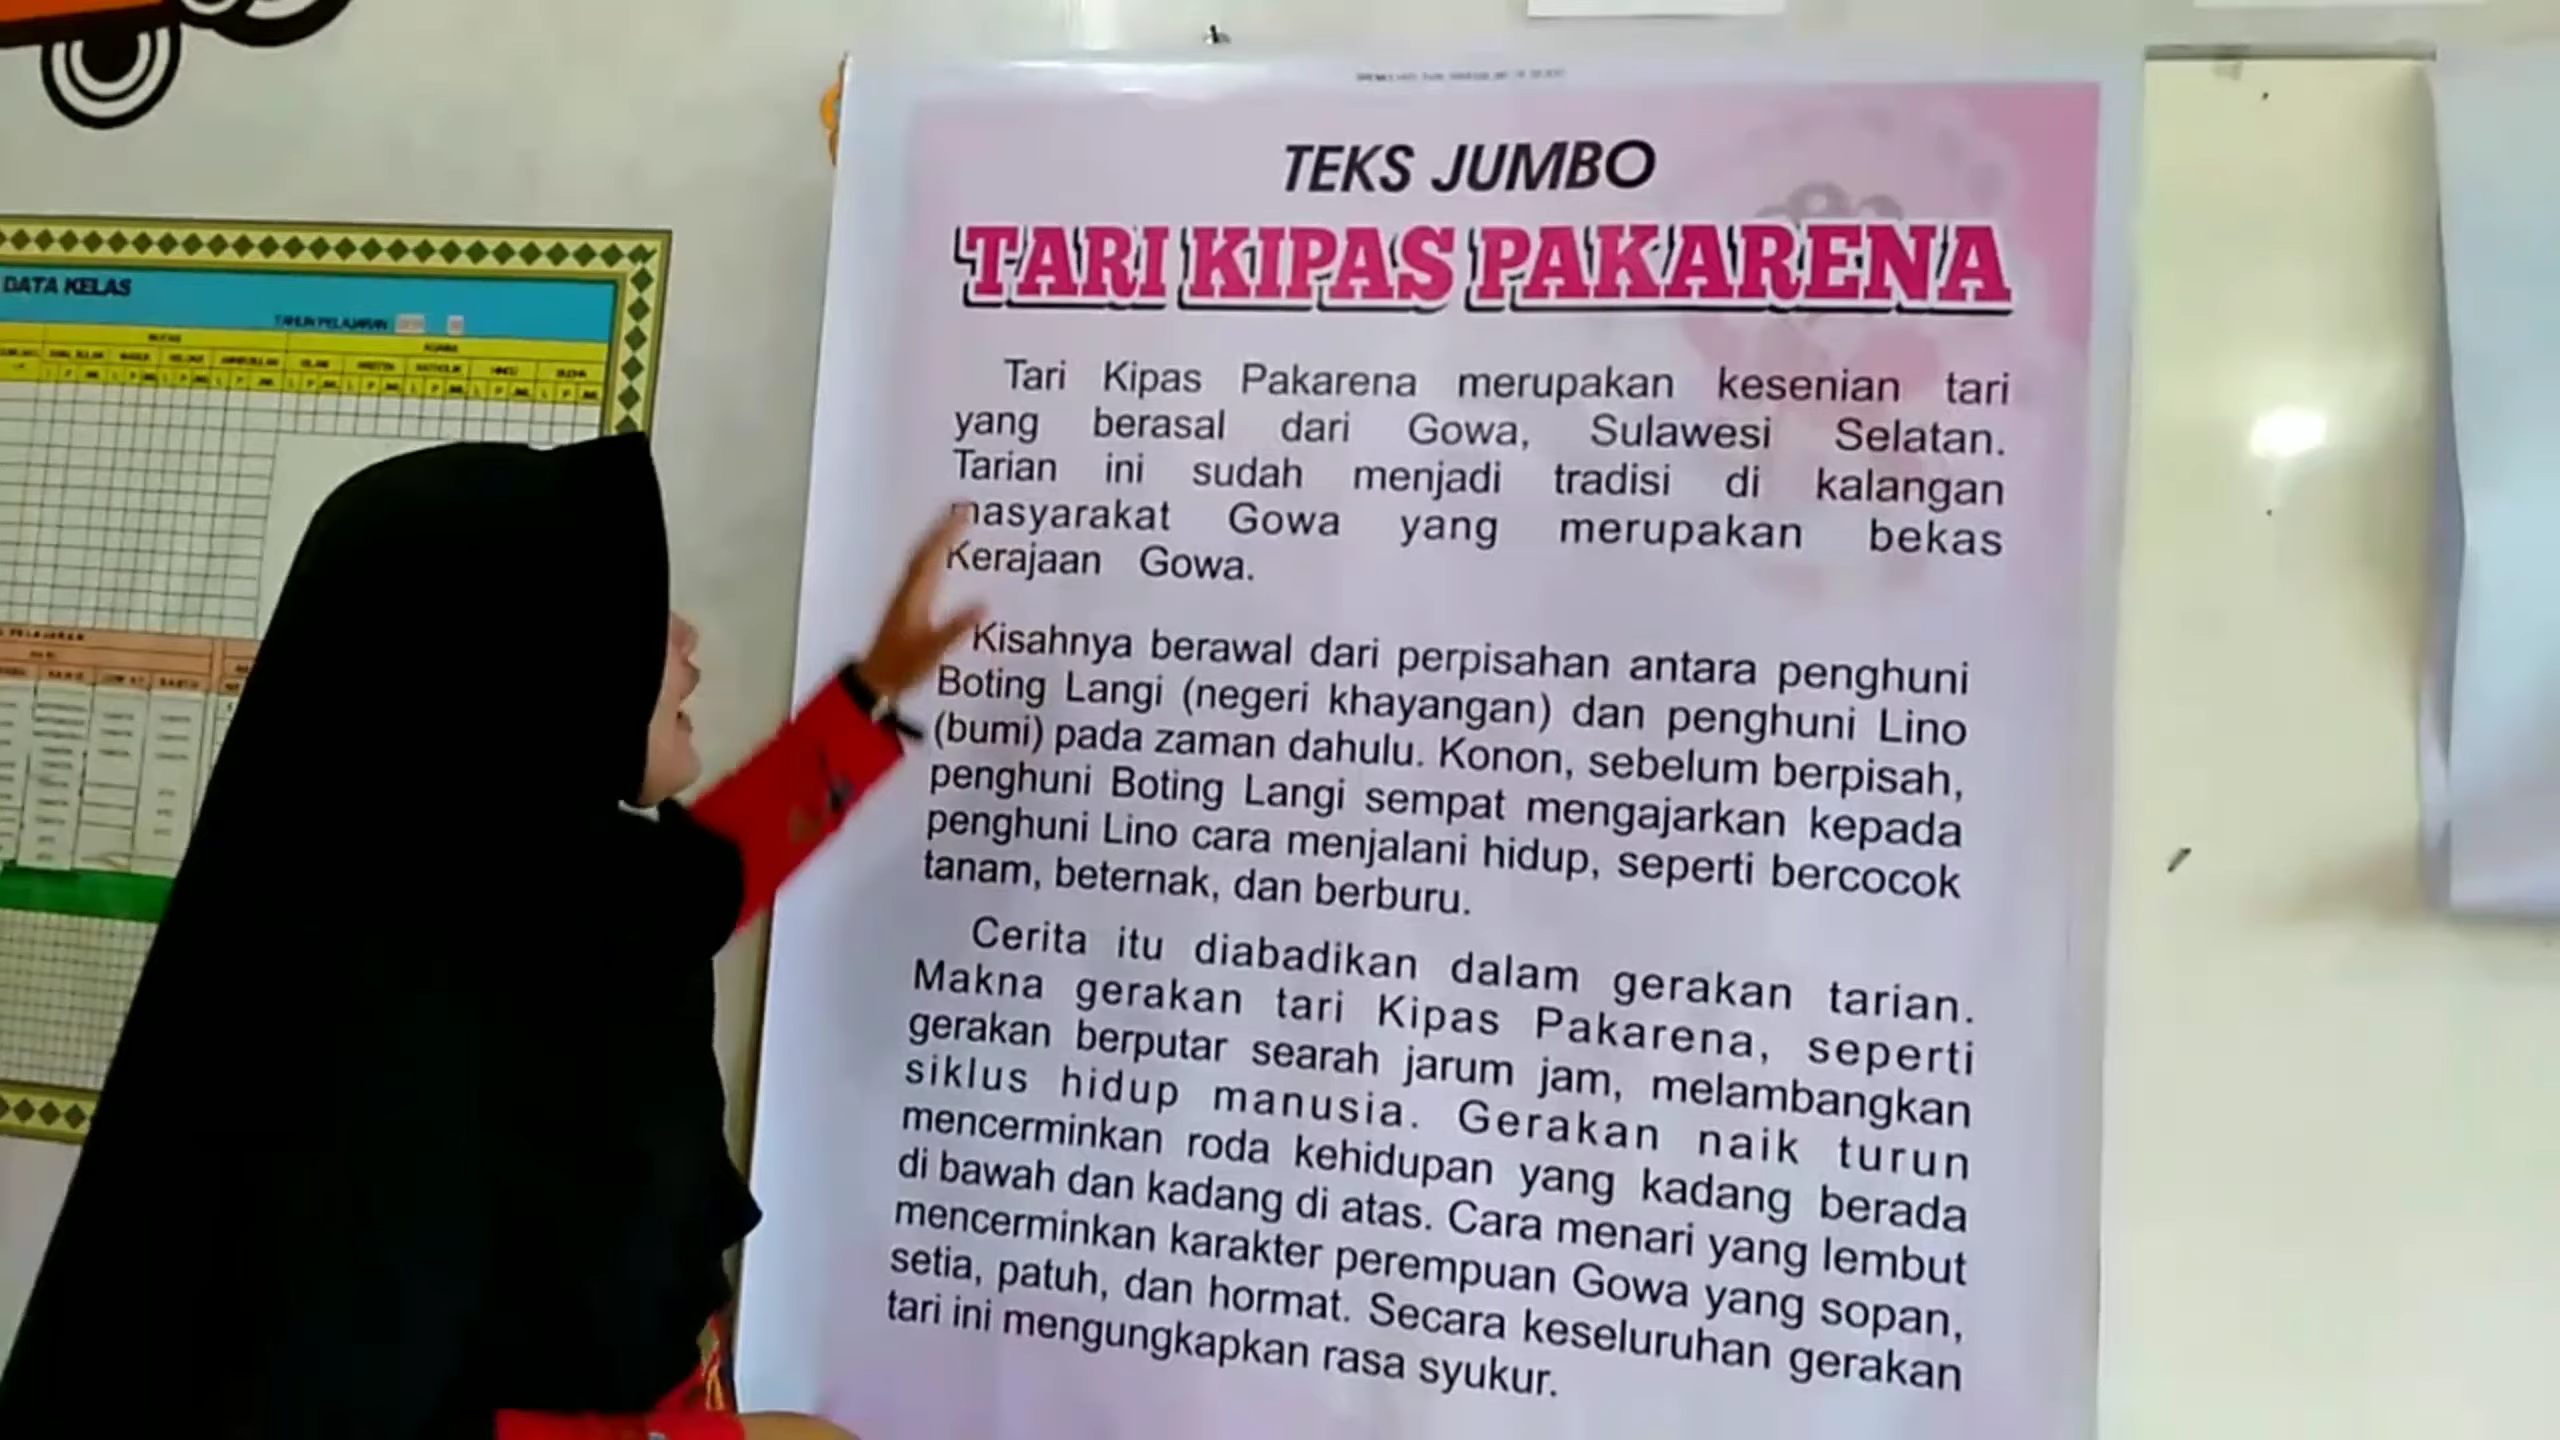 TEKS JUMBO
TARI KIPAS PAKARENA
Tari Kipas Pakarena merupakan kesenian tari
yang berasal dari Gowa, Sulawesi Selatan.
Tarian ini sudah menjadi tradisi di kalangan
masyarakat Gowa yang merupakan bekas
Kerajaan Gowa.
Kisahnya berawal dari perpisahan antara penghuni
Boting Langi (negeri khayangan) dan penghuni Lino
(bumi) pada zaman dahulu. Konon, sebelum berpisah,
penghuni Boting Langi sempat mengajarkan kepada
penghuni Lino cara menjalani hidup, seperti bercocok
tanam, beternak, dan berburu.
Cerita itu diabadikan dalam gerakan tarian.
Makna gerakan tari Kipas Pakarena, seperti
gerakan berputar searah jarum jam, melambangkan
siklus hidup manusia. Gerakan naik turun
mencerminkan roda kehidupan yang kadang berada
di bawah dan kadang di atas. Cara menari yang lembut
mencerminkan karakter perempuan Gowa yang sopan,
setia, patuh, dan hormat. Secara keseluruhan gerakan
tari ini mengungkapkan rasa syukur.
DATA KELAS
TAHUN PELAJARAN
AGAMA